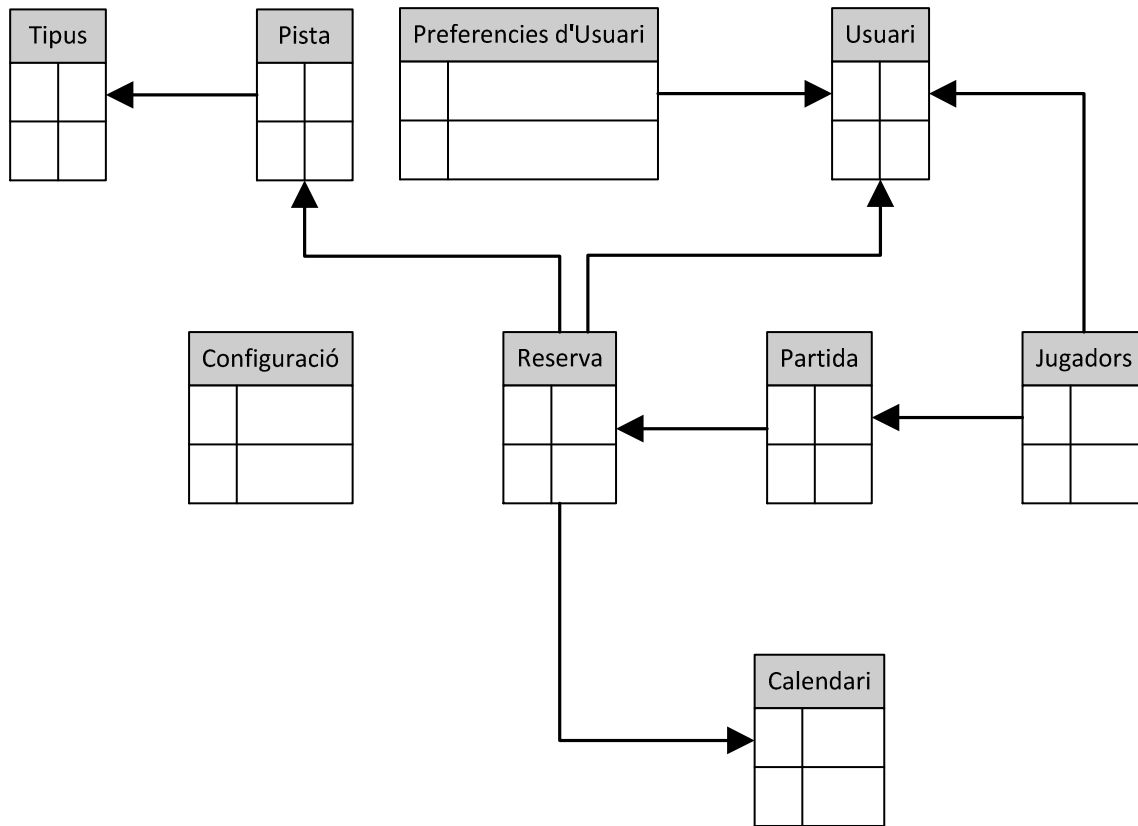 Tipus
Pista
Preferencies d'Usuari
Usuari
Configuració
Reserva
Partida
Jugadors
Calendari